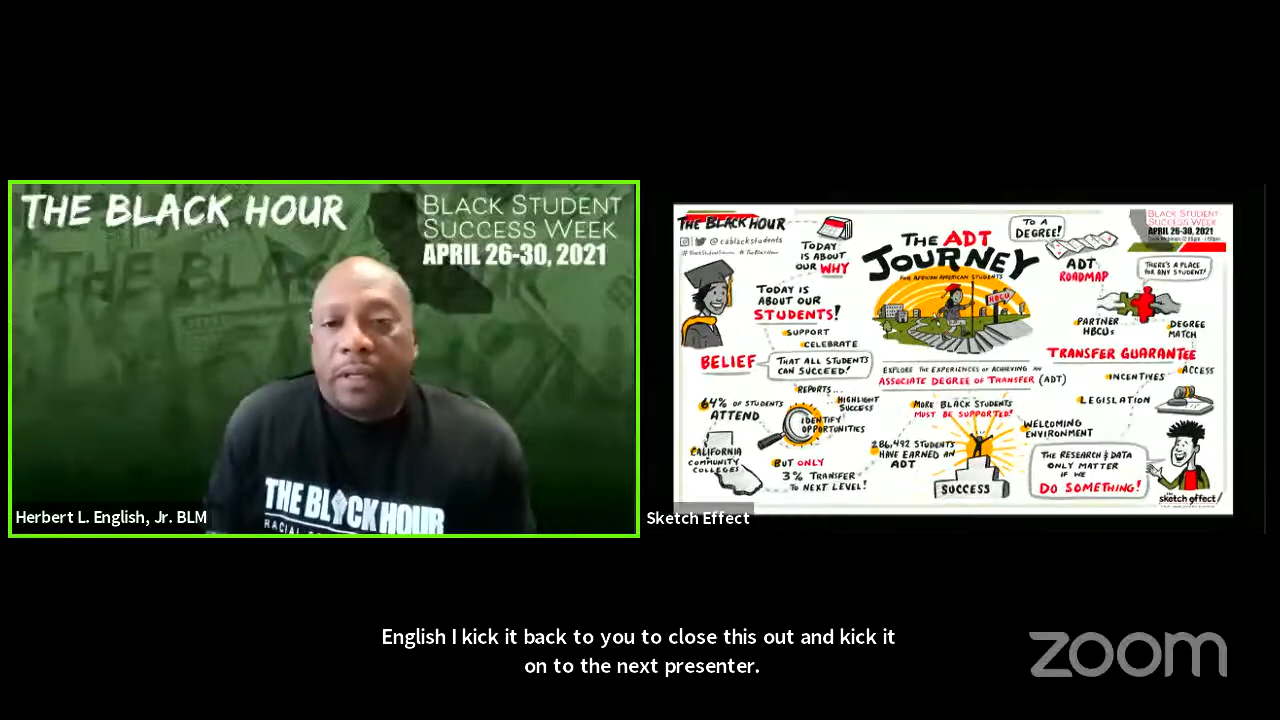 THE BLACK HOUR
BLACK STUDENT
SUCCESS WEEK
APRIL 26-30, 2021
THE BLACK HOUR
RACIAL
Herbert L. English, Jr. BLM
THE BLACK HOUR
@cablackstudents
#TheBlackHour
TODAY
IS ABOUT
OUR WHY
TODAY IS
ABOUT OUR
STUDENTS!
SUPPORT
CELEBRATE
BELIEF
THAT ALL STUDENTS
CAN SUCCEED!
REPORTS...
HIGHLIGHT
SUCCESS
IDENTIFY
OPPORTUNITIES
64% OF STUDENTS
ATTEND
CALIFORNIA
COMMUNITY
COLLEGES
BUT ONLY
3% TRANSFER
TO NEXT LEVEL!
THE ADT
JOURNEY
FOR AFRICAN AMERICAN STUDENTS
HBCU
EXPLORE THE EXPERIENCES OF ACHIEVING AN
ASSOCIATE DEGREE OF TRANSFER (ADT)
MORE BLACK STUDENTS
MUST BE SUPPORTED!
286,492 STUDENTS
HAVE EARNED AN
ADT
SUCCESS
TO A
DEGREE!
ADT
ROADMAP
BLACK STUDENT
SUCCESS WEEK
APRIL 26-30, 2021
THERE'S A PLACE
FOR ANY STUDENT!
PARTNER
HBCUs
DEGREE
MATCH
TRANSFER GUARANTEE
INCENTIVES
ACCESS
LEGISLATION
WELCOMING
ENVIRONMENT
THE RESEARCH & DATA
ONLY MATTER
IF WE
DO SOMETHING!
the
sketch effect!
Sketch Effect
English I kick it back to you to close this out and kick it
on to the next presenter.
zoom